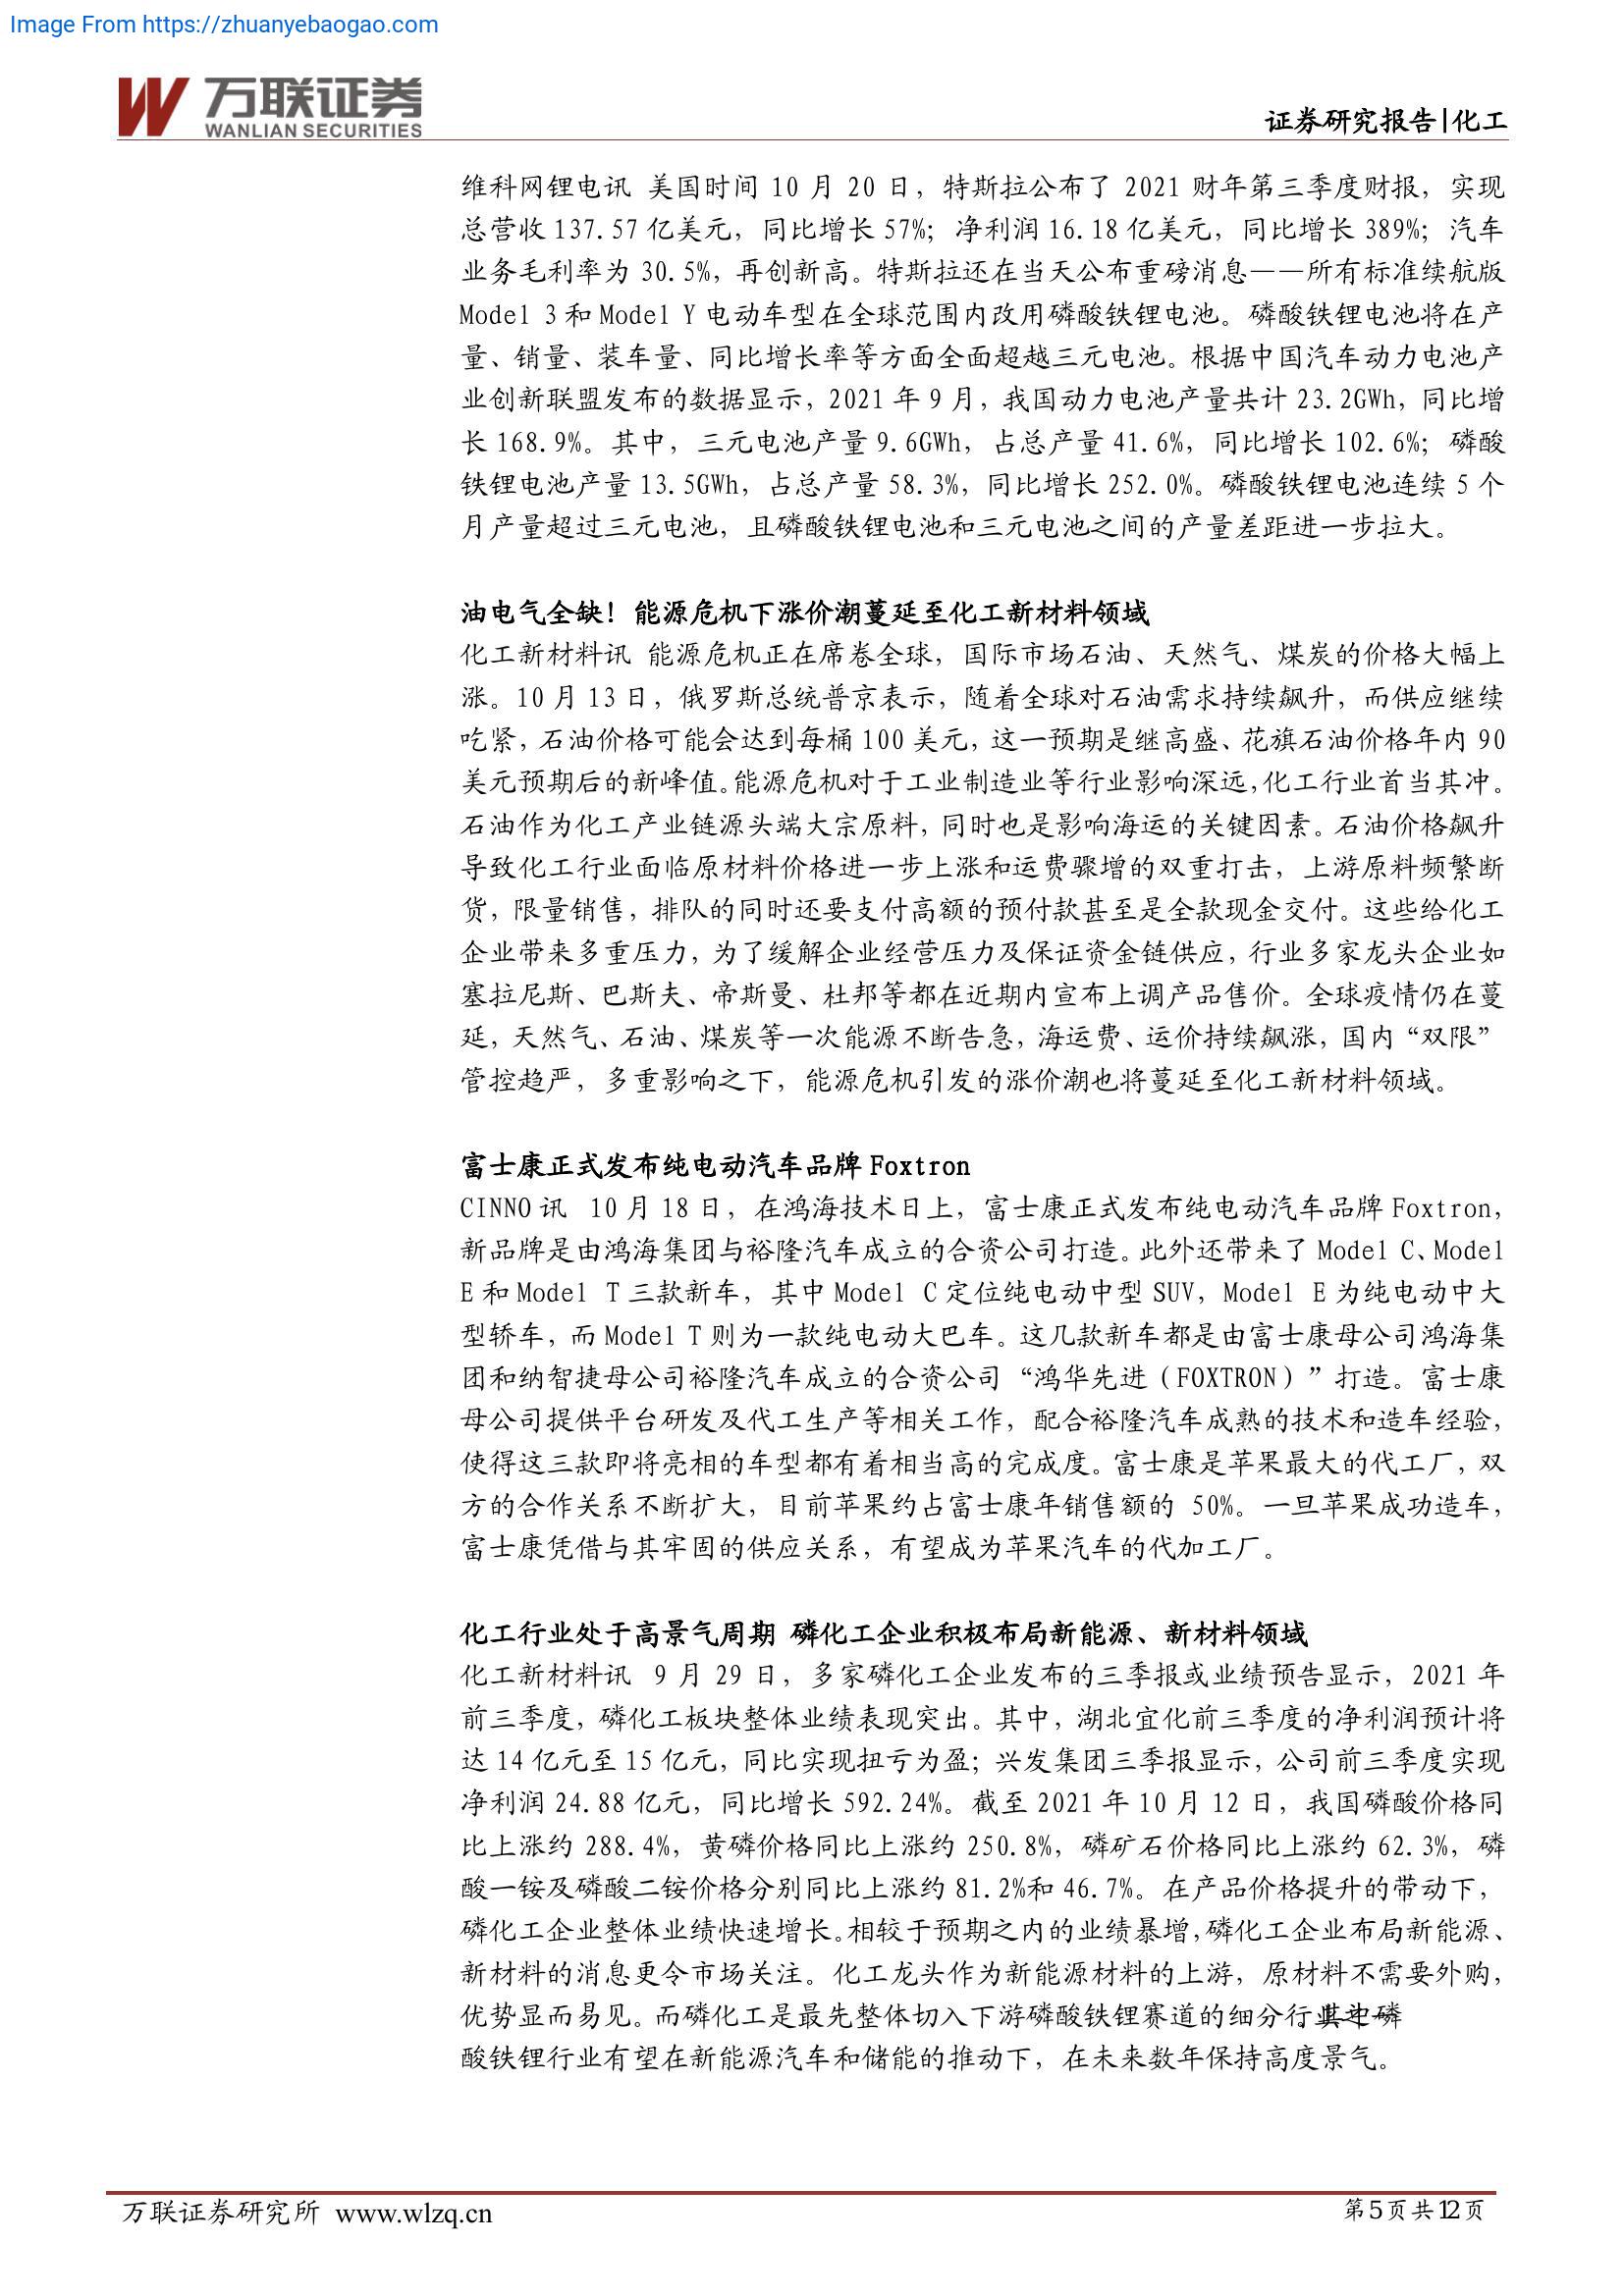 Image From https://zhuanyebaogao.com
万联证券
WANLIAN SECURITIES
证券研究报告|化工
维科网锂电讯 美国时间 10 月 20 日，特斯拉公布了 2021 财年第三季度财报，实现
总营收 137.57 亿美元，同比增长 57%；净利润 16.18 亿美元，同比增长 389%；汽车
业务毛利率为 30.5%，再创新高。特斯拉还在当天公布重磅消息——所有标准续航版
Model 3 和 Model Y 电动车型在全球范围内改用磷酸铁锂电池。磷酸铁锂电池将在产
量、销量、装车量、同比增长率等方面全面超越三元电池。根据中国汽车动力电池产
业创新联盟发布的数据显示，2021 年 9 月，我国动力电池产量共计 23.2GWh，同比增
长 168.9%。其中，三元电池产量 9.6GWh，占总产量 41.6%，同比增长 102.6%；磷酸
铁锂电池产量 13.5GWh，占总产量 58.3%，同比增长 252.0%。磷酸铁锂电池连续 5 个
月产量超过三元电池，且磷酸铁锂电池和三元电池之间的产量差距进一步拉大。
油电气全缺！能源危机下涨价潮蔓延至化工新材料领域
化工新材料讯 能源危机正在席卷全球，国际市场石油、天然气、煤炭的价格大幅上
涨。10 月 13 日，俄罗斯总统普京表示，随着全球对石油需求持续飙升，而供应继续
吃紧，石油价格可能会达到每桶 100 美元，这一预期是继高盛、花旗石油价格年内 90
美元预期后的新峰值。能源危机对于工业制造业等行业影响深远，化工行业首当其冲。
石油作为化工产业链源头端大宗原料，同时也是影响海运的关键因素。石油价格飙升
导致化工行业面临原材料价格进一步上涨和运费骤增的双重打击，上游原料频繁断
货，限量销售，排队的同时还要支付高额的预付款甚至是全款现金交付。这些给化工
企业带来多重压力，为了缓解企业经营压力及保证资金链供应，行业多家龙头企业如
塞拉尼斯、巴斯夫、帝斯曼、杜邦等都在近期内宣布上调产品售价。全球疫情仍在蔓
延，天然气、石油、煤炭等一次能源不断告急，海运费、运价持续飙涨，国内“双限”
管控趋严，多重影响之下，能源危机引发的涨价潮也将蔓延至化工新材料领域。
富士康正式发布纯电动汽车品牌 Foxtron
CINNO 讯 10 月 18 日，在鸿海技术日上，富士康正式发布纯电动汽车品牌 Foxtron，
新品牌是由鸿海集团与裕隆汽车成立的合资公司打造。此外还带来了 Model C、Model
E 和 Model T 三款新车，其中 Model C 定位纯电动中型 SUV，Model E 为纯电动中大
型轿车，而 Model T 则为一款纯电动大巴车。这几款新车都是由富士康母公司鸿海集
团和纳智捷母公司裕隆汽车成立的合资公司“鸿华先进（FOXTRON）”打造。富士康
母公司提供平台研发及代工生产等相关工作，配合裕隆汽车成熟的技术和造车经验，
使得这三款即将亮相的车型都有着相当高的完成度。富士康是苹果最大的代工厂，双
方的合作关系不断扩大，目前苹果约占富士康年销售额的 50%。一旦苹果成功造车，
富士康凭借与其牢固的供应关系，有望成为苹果汽车的代加工厂。
化工行业处于高景气周期 磷化工企业积极布局新能源、新材料领域
化工新材料讯 9 月 29 日，多家磷化工企业发布的三季报或业绩预告显示，2021 年
前三季度，磷化工板块整体业绩表现突出。其中，湖北宜化前三季度的净利润预计将
达 14 亿元至 15 亿元，同比实现扭亏为盈；兴发集团三季报显示，公司前三季度实现
净利润 24.88 亿元，同比增长 592.24%。截至 2021 年 10 月 12 日，我国磷酸价格同
比上涨约 288.4%，黄磷价格同比上涨约 250.8%，磷矿石价格同比上涨约 62.3%，磷
酸一铵及磷酸二铵价格分别同比上涨约 81.2%和 46.7%。在产品价格提升的带动下，
磷化工企业整体业绩快速增长。相较于预期之内的业绩暴增，磷化工企业布局新能源、
新材料的消息更令市场关注。化工龙头作为新能源材料的上游，原材料不需要外购，
优势显而易见。而磷化工是最先整体切入下游磷酸铁锂赛道的细分行业之一。其中磷
酸铁锂行业有望在新能源汽车和储能的推动下，在未来数年保持高度景气。
万联证券研究所 www.wlzq.cn
第 5 页 共 12 页